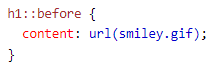 h1::before {
  content: url(smiley.gif);
}